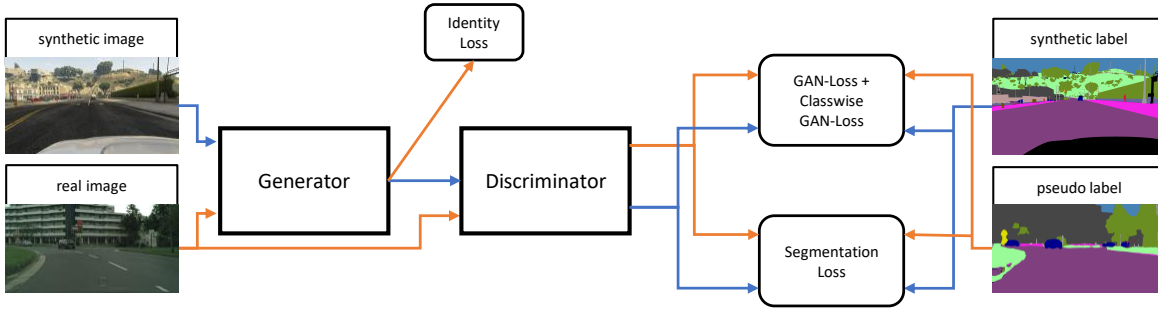 synthetic image
Identity
Loss
synthetic label
GAN-Loss +
Classwise
GAN-Loss
real image
Generator
Discriminator
pseudo label
Segmentation
Loss